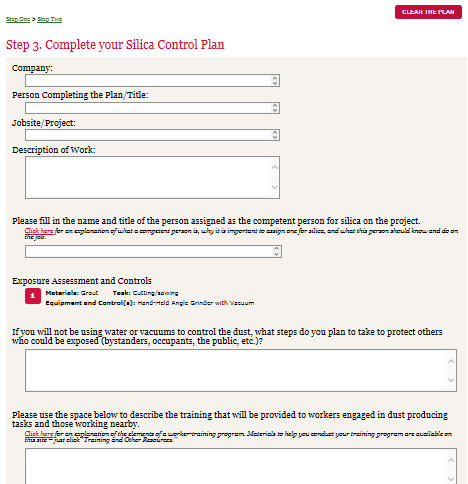 CLEAR THE PLAN
Step One > Step Two
Step 3. Complete your Silica Control Plan
Company:
Person Completing the Plan/Title:
Jobsite/Project:
Description of Work:
Please fill in the name and title of the person assigned as the competent person for silica on the project.
Click here for an explanation of what a competent person is, why it is important to assign one for silica, and what this person should know and do on
the job.
Exposure Assessment and Controls
1 Materials: Grout Task: Cutting/sawing
Equipment and Control(s): Hand-Held Angle Grinder with Vacuum
If you will not be using water or vacuums to control the dust, what steps do you plan to take to protect others
who could be exposed (bystanders, occupants, the public, etc.)?
Please use the space below to describe the training that will be provided to workers engaged in dust producing
tasks and those working nearby.
Click here for an explanation of the elements of a worker-training program. Materials to help you conduct your training program are available on
this site – just click "Training and Other Resources."